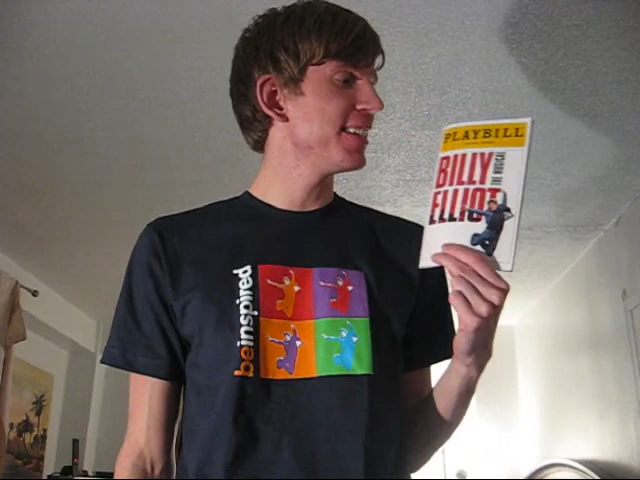 PLAYBILL
BILLY
ELLIOT
THE MUSICAL
beinspired